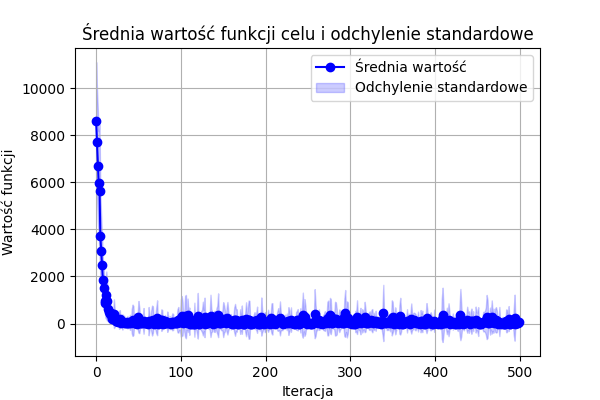 Średnia wartość funkcji celu i odchylenie standardowe
Średnia wartość
Odchylenie standardowe
Wartość funkcji
10000
8000
6000
4000
2000
0
0 100 200 300 400 500
Iteracja